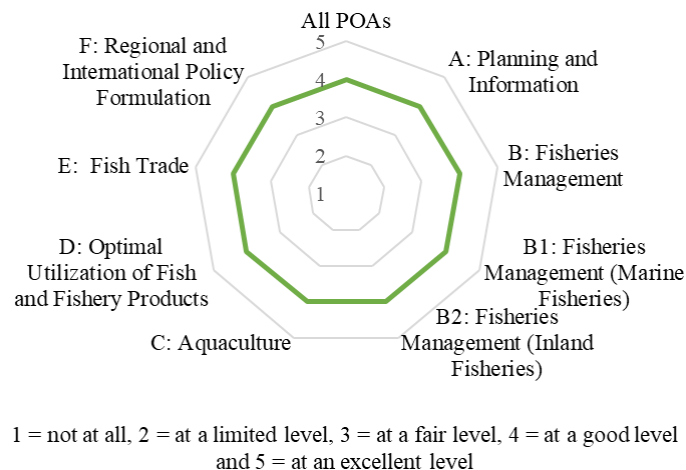 All POAs
5
4
3
2
1
A: Planning and
Information
B: Fisheries
Management
B1: Fisheries
Management (Marine
Fisheries)
B2: Fisheries
Management (Inland
Fisheries)
C: Aquaculture
D: Optimal
Utilization of Fish
and Fishery Products
E: Fish Trade
F: Regional and
International Policy
Formulation
1 = not at all, 2 = at a limited level, 3 = at a fair level, 4 = at a good level
and 5 = at an excellent level